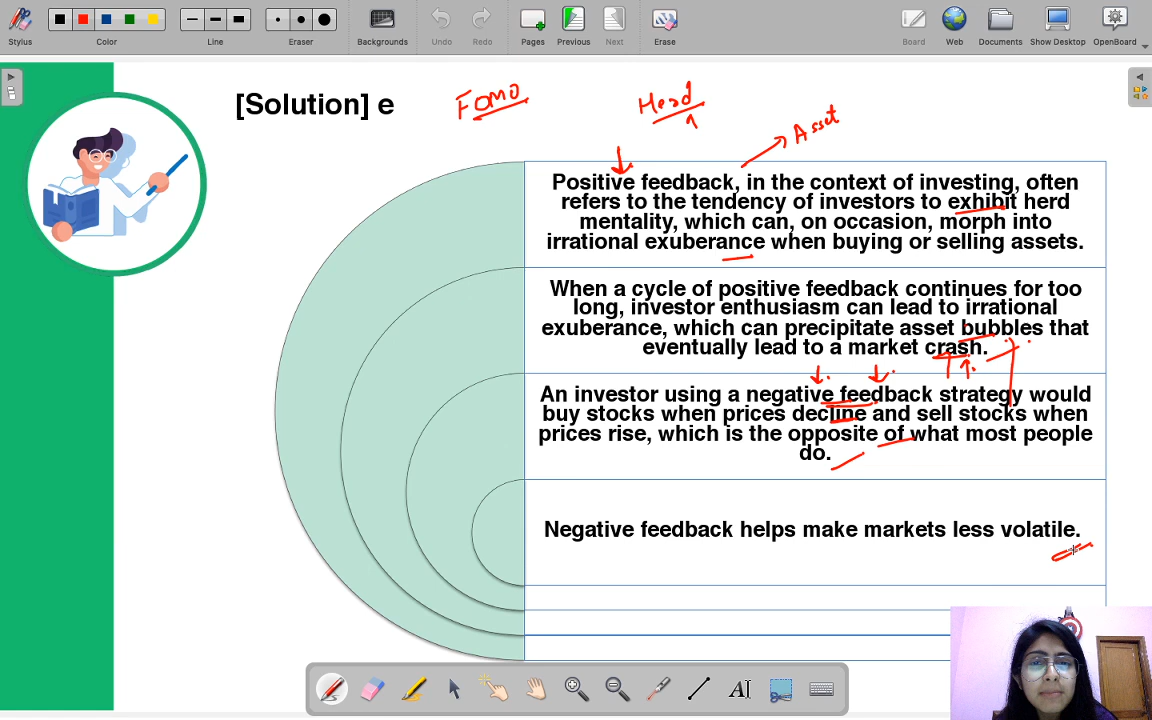 Stylus
Color
Line
Eraser
Backgrounds
Undo
Redo
Pages
Previous
Next
Erase
Board
Web
Documents
Show Desktop
OpenBoard
[Solution] e
FOMO
Herd
Asset
Positive feedback, in the context of investing, often
refers to the tendency of investors to exhibit herd
mentality, which can, on occasion, morph into
irrational exuberance when buying or selling assets.
When a cycle of positive feedback continues for too
long, investor enthusiasm can lead to irrational
exuberance, which can precipitate asset bubbles that
eventually lead to a market crash.
An investor using a negative feedback strategy would
buy stocks when prices decline and sell stocks when
prices rise, which is the opposite of what most people
do.
Negative feedback helps make markets less volatile.